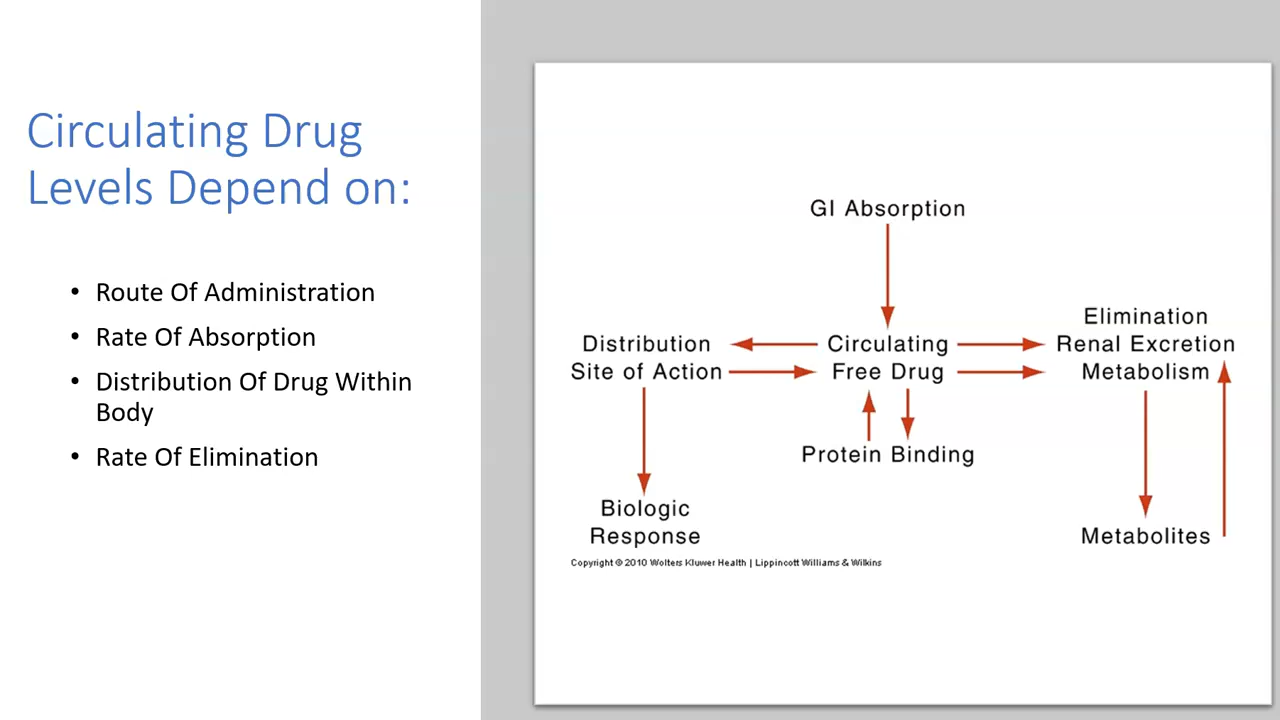 Circulating Drug
Levels Depend on:
• Route Of Administration
• Rate Of Absorption
• Distribution Of Drug Within
Body
• Rate Of Elimination
GI Absorption
Distribution
Site of Action
Circulating
Free Drug
Elimination
Renal Excretion
Metabolism
Protein Binding
Biologic
Response
Metabolites
Copyright © 2010 Wolters Kluwer Health | Lippincott Williams & Wilkins